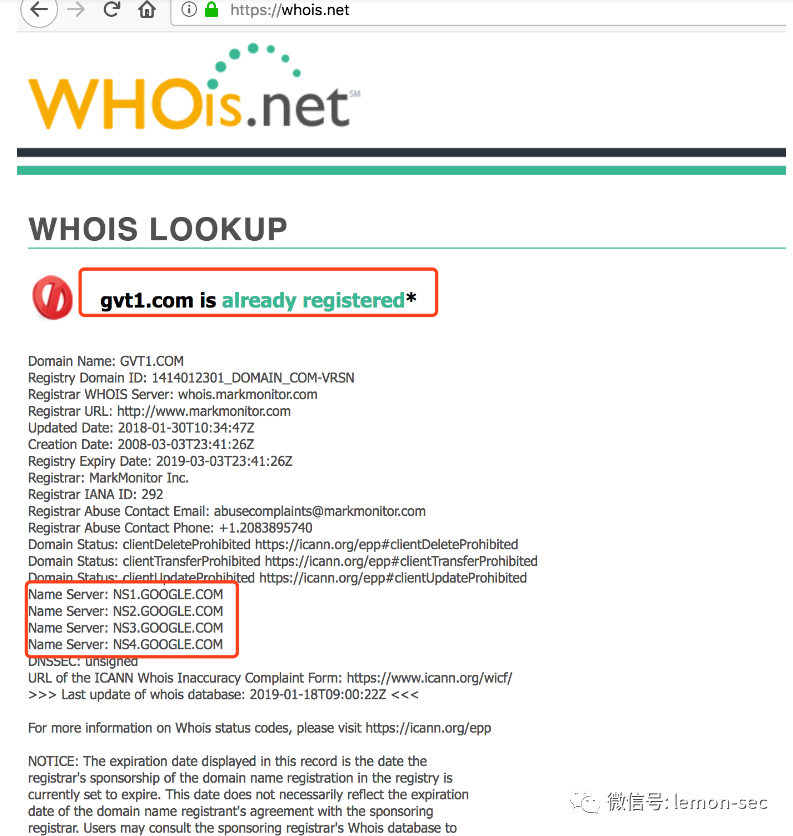 https://whois.net
WHOis.net SM
WHOIS LOOKUP
gvt1.com is already registered*
Domain Name: GVT1.COM
Registry Domain ID: 1414012301_DOMAIN_COM-VRSN
Registrar WHOIS Server: whois.markmonitor.com
Registrar URL: http://www.markmonitor.com
Updated Date: 2018-01-30T10:34:47Z
Creation Date: 2008-03-03T23:41:26Z
Registry Expiry Date: 2019-03-03T23:41:26Z
Registrar: MarkMonitor Inc.
Registrar IANA ID: 292
Registrar Abuse Contact Email: abusecomplaints@markmonitor.com
Registrar Abuse Contact Phone: +1.2083895740
Domain Status: clientDeleteProhibited https://icann.org/epp#clientDeleteProhibited
Domain Status: clientTransferProhibited https://icann.org/epp#clientTransferProhibited
Domain Status: clientUpdateProhibited https://icann.org/epp#clientUpdateProhibited
Name Server: NS1.GOOGLE.COM
Name Server: NS2.GOOGLE.COM
Name Server: NS3.GOOGLE.COM
Name Server: NS4.GOOGLE.COM
DNSSEC: unsigned
URL of the ICANN Whois Inaccuracy Complaint Form: https://www.icann.org/wicf/
>>> Last update of whois database: 2019-01-18T09:00:22Z <<<
For more information on Whois status codes, please visit https://icann.org/epp
NOTICE: The expiration date displayed in this record is the date the
registrar's sponsorship of the domain name registration in the registry is
currently set to expire. This date does not necessarily reflect the expiration
date of the domain name registrant's agreement with the sponsoring
registrar. Users may consult the sponsoring registrar's Whois database to
微信号: lemon-sec